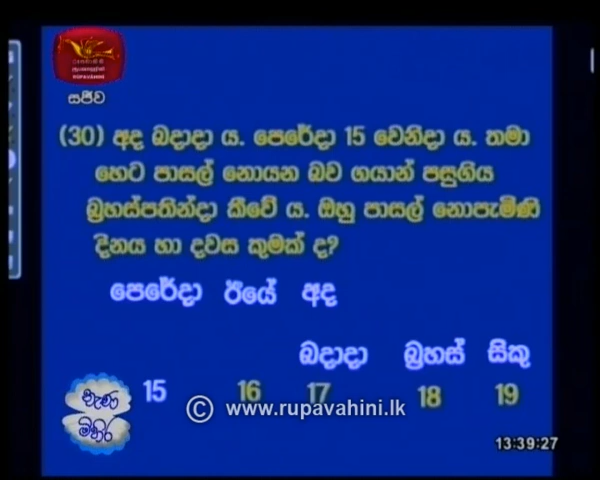 සජීව
(30) අද බදාදා ය. පෙරේදා 15 වෙනිදා ය. තමා
හෙට පාසල් නොයන බව ගයාන් පසුගිය
බ්‍රහස්පතින්දා කීවේ ය. ඔහු පාසල් නොපැමිණි
දිනය හා දවස කුමක් ද?
පෙරේදා ඊයේ අද
බදාදා බ්‍රහස් සිකු
15 16 17 18 19
නැණ
මිහිර
© www.rupavahini.lk
13:39:27